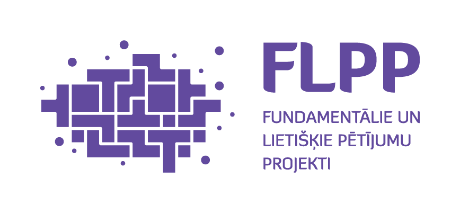 FLPP
FUNDAMENTĀLIE UN
LIETIŠĶIE PĒTĪJUMU
PROJEKTI